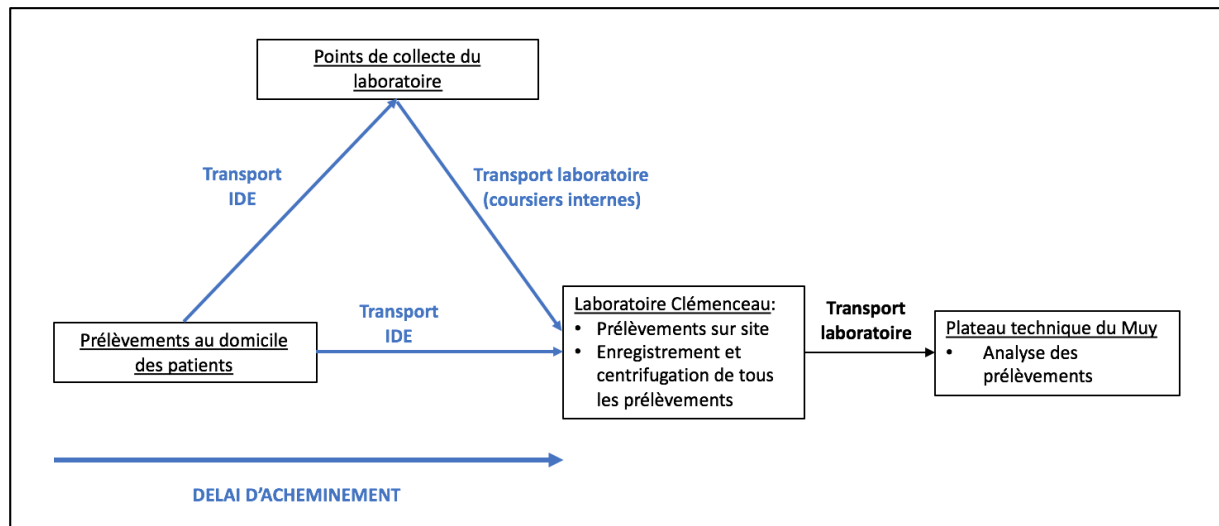 Points de collecte du
laboratoire
Transport
IDE
Transport laboratoire
(coursiers internes)
Prélèvements au domicile
des patients
Transport
IDE
Laboratoire Clémenceau:
• Prélèvements sur site
• Enregistrement et
centrifugation de tous
les prélèvements
Transport
laboratoire
Plateau technique du Muy
• Analyse des
prélèvements
DELAI D'ACHEMINEMENT